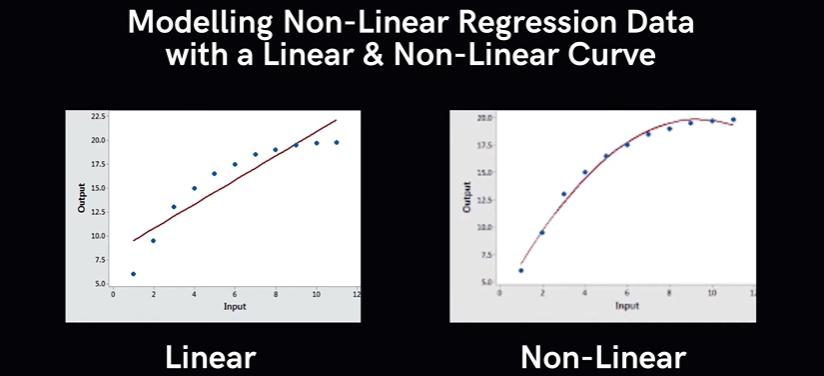 Modelling Non-Linear Regression Data
with a Linear & Non-Linear Curve
22.5
20.0
17.5
15.0
12.5
10.0
7.5
5.0
Output
0 2 4 6 8 10 12
Input
20.0
17.5
15.0
12.5
10.0
7.5
5.0
Output
0 2 4 6 8 10 1
Input
Linear
Non-Linear